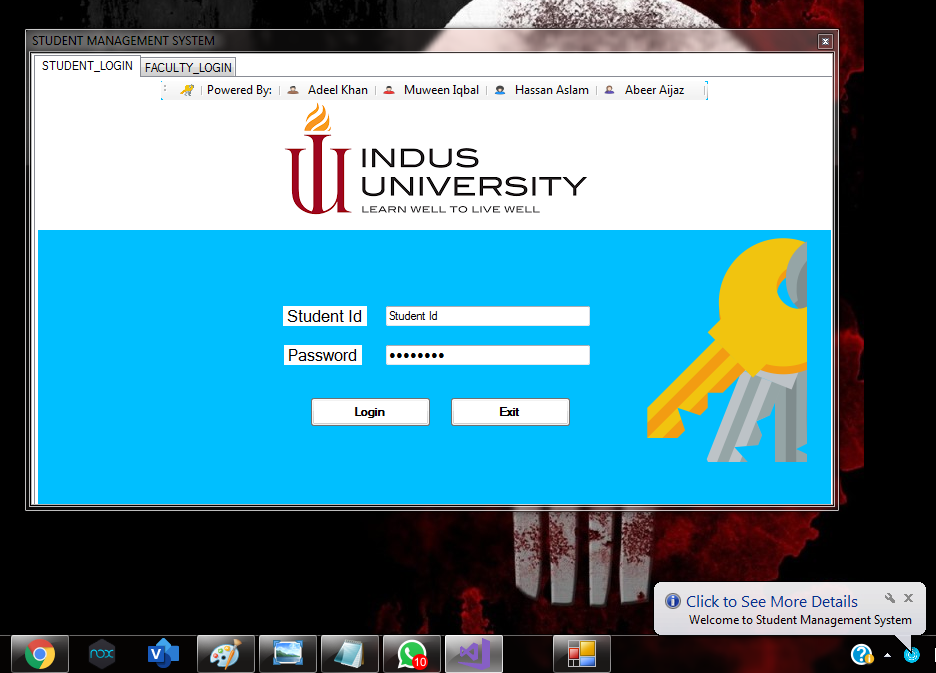 STUDENT MANAGEMENT SYSTEM
x
STUDENT_LOGIN FACULTY_LOGIN
Powered By: Adeel Khan Muween Iqbal Hassan Aslam Abeer Aijaz
INDUS
UNIVERSITY
LEARN WELL TO LIVE WELL
Student Id Student Id
Password ●●●●●●●●
Login Exit
Click to See More Details
Welcome to Student Management System
nox V 10 ?